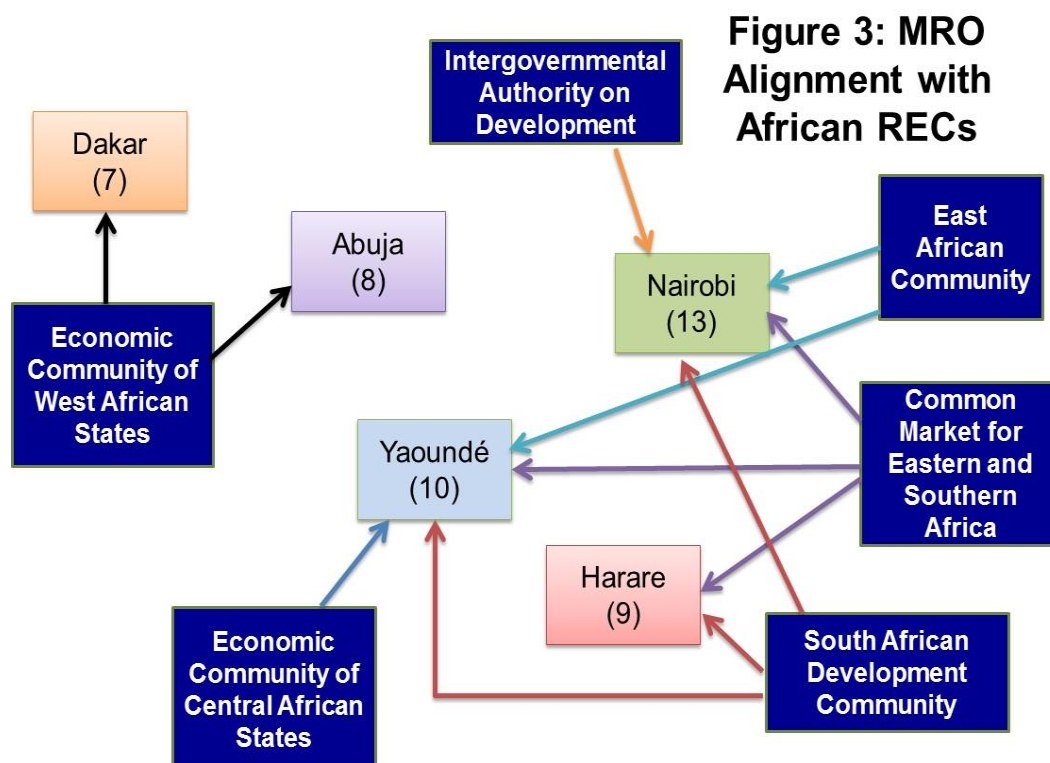 Figure 3: MRO
Alignment with
African RECs
Intergovernmental
Authority on
Development
Dakar
(7)
Abuja
(8)
East
African
Community
Nairobi
(13)
Economic
Community of
West African
States
Common
Market for
Eastern and
Southern
Africa
Yaoundé
(10)
Harare
(9)
Economic
Community of
Central African
States
South African
Development
Community